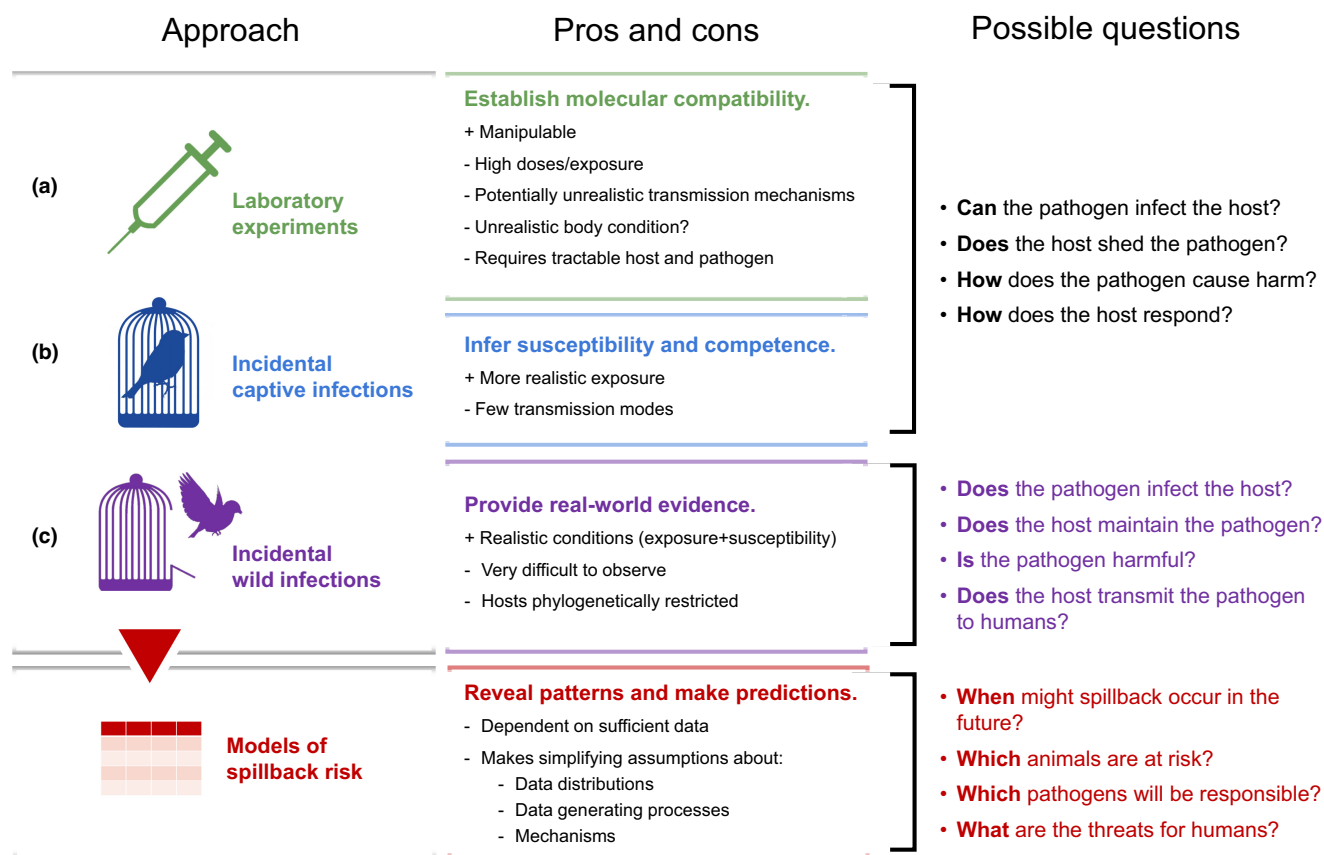 Approach
Pros and cons
Possible questions
(a)
Laboratory
experiments
Establish molecular compatibility.
+ Manipulable
- High doses/exposure
- Potentially unrealistic transmission mechanisms
- Unrealistic body condition?
- Requires tractable host and pathogen
(b)
Incidental
captive infections
Infer susceptibility and competence.
+ More realistic exposure
- Few transmission modes
• Can the pathogen infect the host?
• Does the host shed the pathogen?
• How does the pathogen cause harm?
• How does the host respond?
(c)
Incidental
wild infections
Provide real-world evidence.
+ Realistic conditions (exposure+susceptibility)
- Very difficult to observe
- Hosts phylogenetically restricted
• Does the pathogen infect the host?
• Does the host maintain the pathogen?
• Is the pathogen harmful?
• Does the host transmit the pathogen
to humans?
Models of
spillback risk
Reveal patterns and make predictions.
- Dependent on sufficient data
- Makes simplifying assumptions about:
- Data distributions
- Data generating processes
- Mechanisms
• When might spillback occur in the
future?
• Which animals are at risk?
• Which pathogens will be responsible?
• What are the threats for humans?